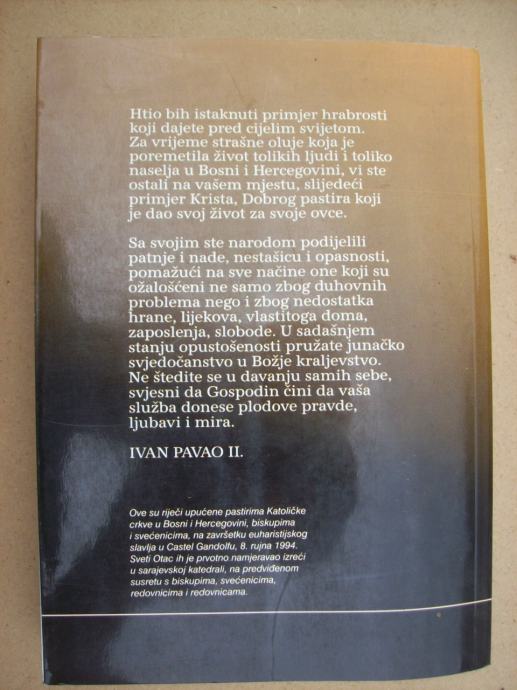 Htio bih istaknuti primjer hrabrosti
koji dajete pred cijelim svijetom.
Za vrijeme strašne oluje koja je
poremetila život tolikih ljudi i toliko
naselja u Bosni i Hercegovini, vi ste
ostali na vašem mjestu, slijedeći
primjer Krista, Dobrog pastira koji
je dao svoj život za svoje ovce.
Sa svojim ste narodom podijelili
patnje i nade, nestašicu i opasnosti,
pomažući na sve načine one koji su
ožalošćeni ne samo zbog duhovnih
problema nego i zbog nedostatka
hrane, lijekova, vlastitoga doma,
zaposlenja, slobode. U sadašnjem
stanju opustošenosti pružate junačko
svjedočanstvo u Božje kraljevstvo.
Ne štedite se u davanju samih sebe,
svjesni da Gospodin čini da vaša
služba donese plodove pravde,
ljubavi i mira.
IVAN PAVAO II.
Ove su riječi upućene pastirima Katoličke
crkve u Bosni i Hercegovini, biskupima
i svećenicima, na završetku euharistijskog
slavlja u Castel Gandolfu, 8. rujna 1994.
Sveti Otac ih je prvotno namjeravao izreći
u sarajevskoj katedrali, na predviđenom
susretu s biskupima, svećenicima,
redovnicima i redovnicama.